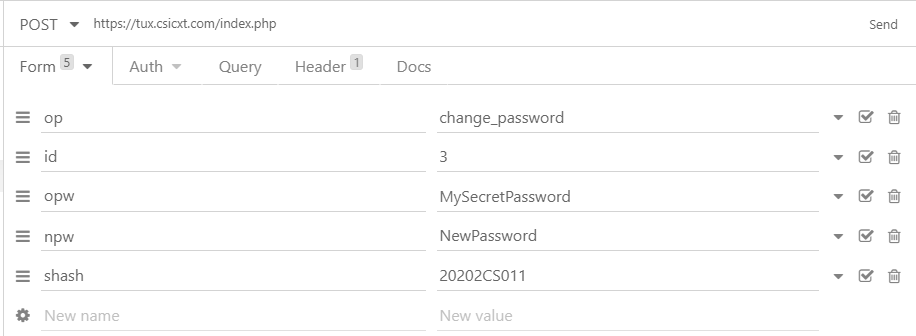 POST https://tux.csicxt.com/index.php Send
Form 5 Auth Query Header 1 Docs
op change_password
id 3
opw MySecretPassword
npw NewPassword
shash 20202CS011
New name New value